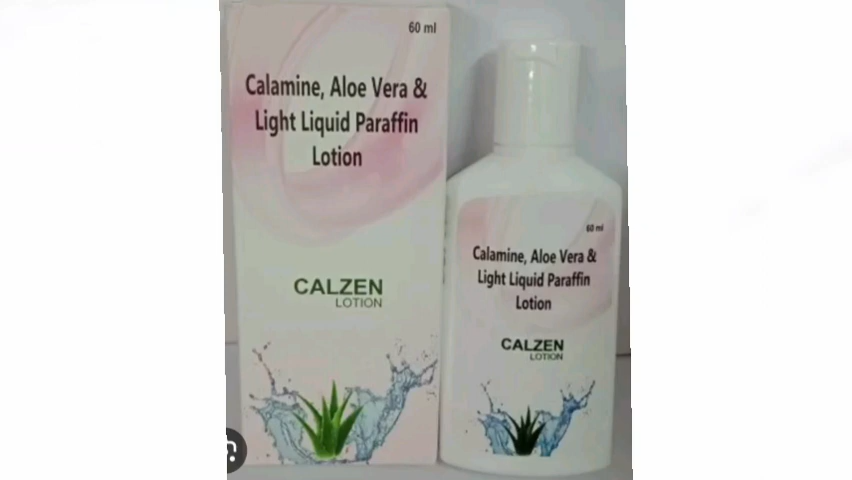 60 ml
Calamine, Aloe Vera &
Light Liquid Paraffin
Lotion
CALZEN
LOTION
60 ml
Calamine, Aloe Vera &
Light Liquid Paraffin
Lotion
CALZEN
LOTION